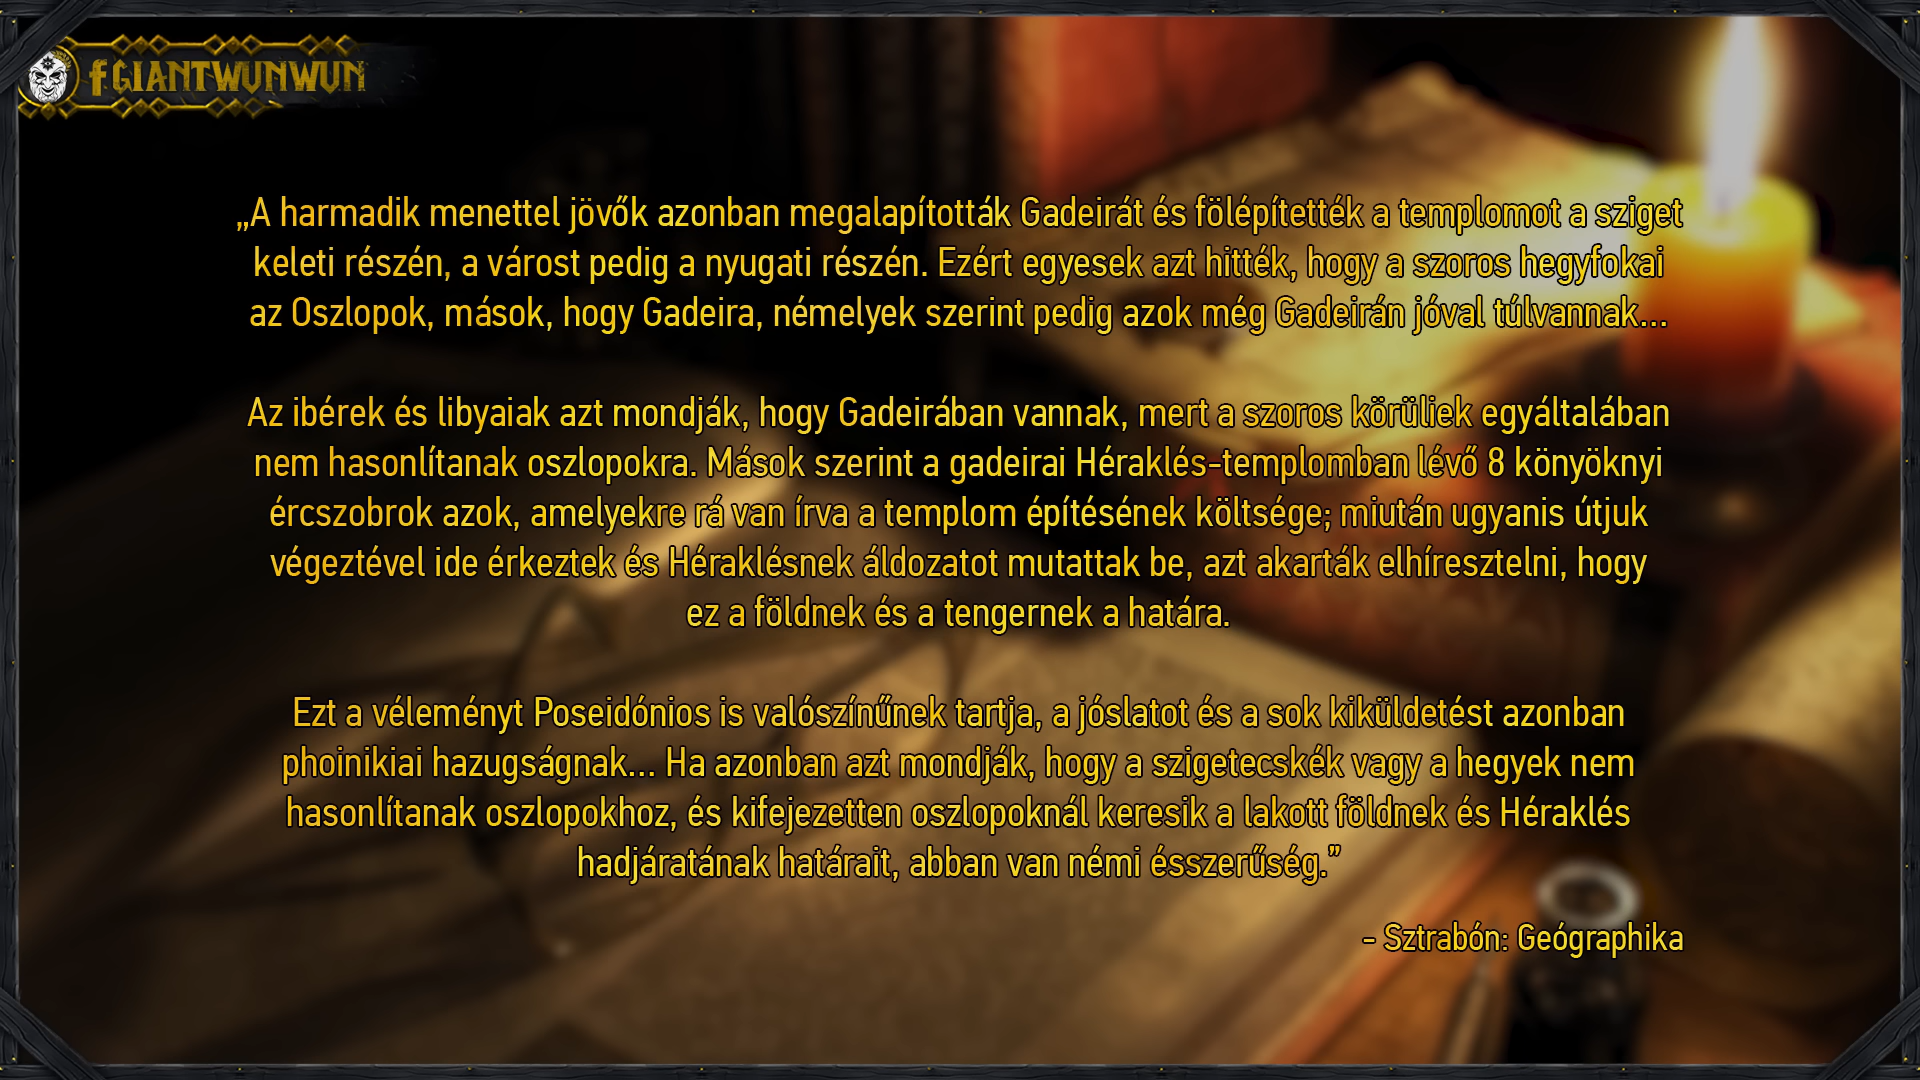 fGIANTWUNWUN
„A harmadik menettel jövők azonban megalapították Gadeirát és fölépítették a templomot a sziget
keleti részén, a várost pedig a nyugati részén. Ezért egyesek azt hitték, hogy a szoros hegyfokai
az Oszlopok, mások, hogy Gadeira, némelyek szerint pedig azok még Gadeirán jóval túlvannak...
Az ibérek és libyaiak azt mondják, hogy Gadeirában vannak, mert a szoros körüliek egyáltalában
nem hasonlítanak oszlopokra. Mások szerint a gadeirai Héraklés-templomban lévő 8 könyöknyi
ércszobrok azok, amelyekre rá van írva a templom építésének költsége; miután ugyanis útjuk
végeztével ide érkeztek és Héraklésnek áldozatot mutattak be, azt akarták elhíresztelni, hogy
ez a földnek és a tengernek a határa.
Ezt a véleményt Poseidónios is valószínűnek tartja, a jóslatot és a sok kiküldetést azonban
phoinikiai hazugságnak... Ha azonban azt mondják, hogy a szigetecskék vagy a hegyek nem
hasonlítanak oszlopokhoz, és kifejezetten oszlopoknál keresik a lakott földnek és Héraklés
hadjáratának határait, abban van némi ésszerűség.”
- Sztrabón: Geógraphika